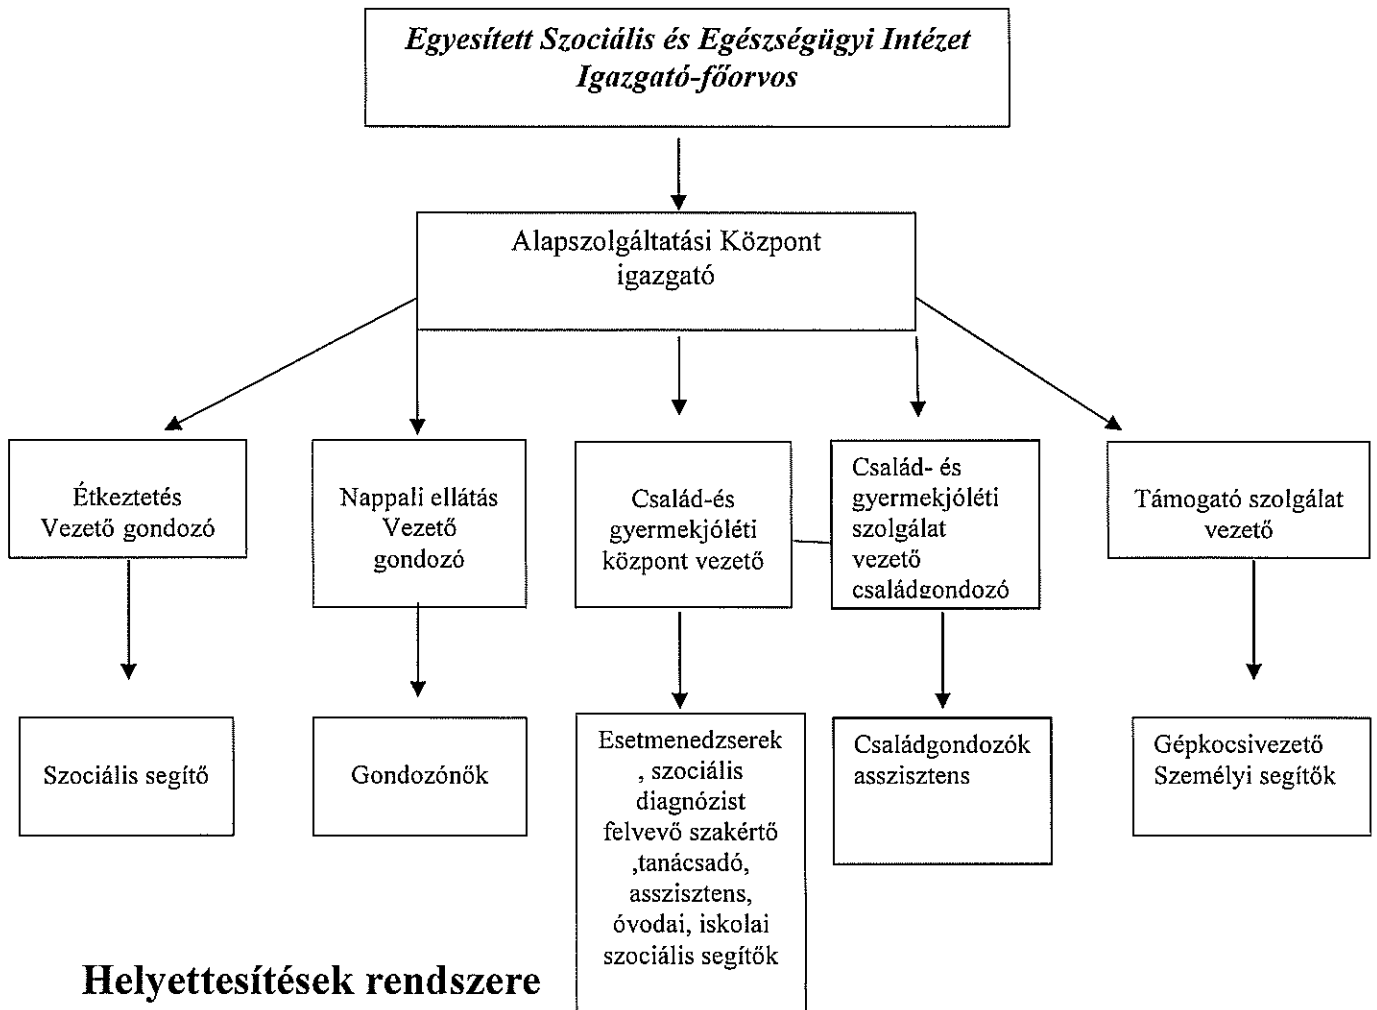 Egyesített Szociális és Egészségügyi Intézet
Igazgató-főorvos
Alapszolgáltatási Központ
igazgató
Étkeztetés
Vezető gondozó
Nappali ellátás
Vezető
gondozó
Család-és
gyermekjóléti
központ vezető
Család- és
gyermekjóléti
szolgálat
vezető
családgondozó
Támogató szolgálat
vezető
Szociális segítő
Gondozónők
Esetmenedzserek
, szociális
diagnózist
felvevő szakértő
,tanácsadó,
asszisztens,
óvodai, iskolai
szociális segítők
Családgondozók
asszisztens
Gépkocsivezető
Személyi segítők
Helyettesítések rendszere